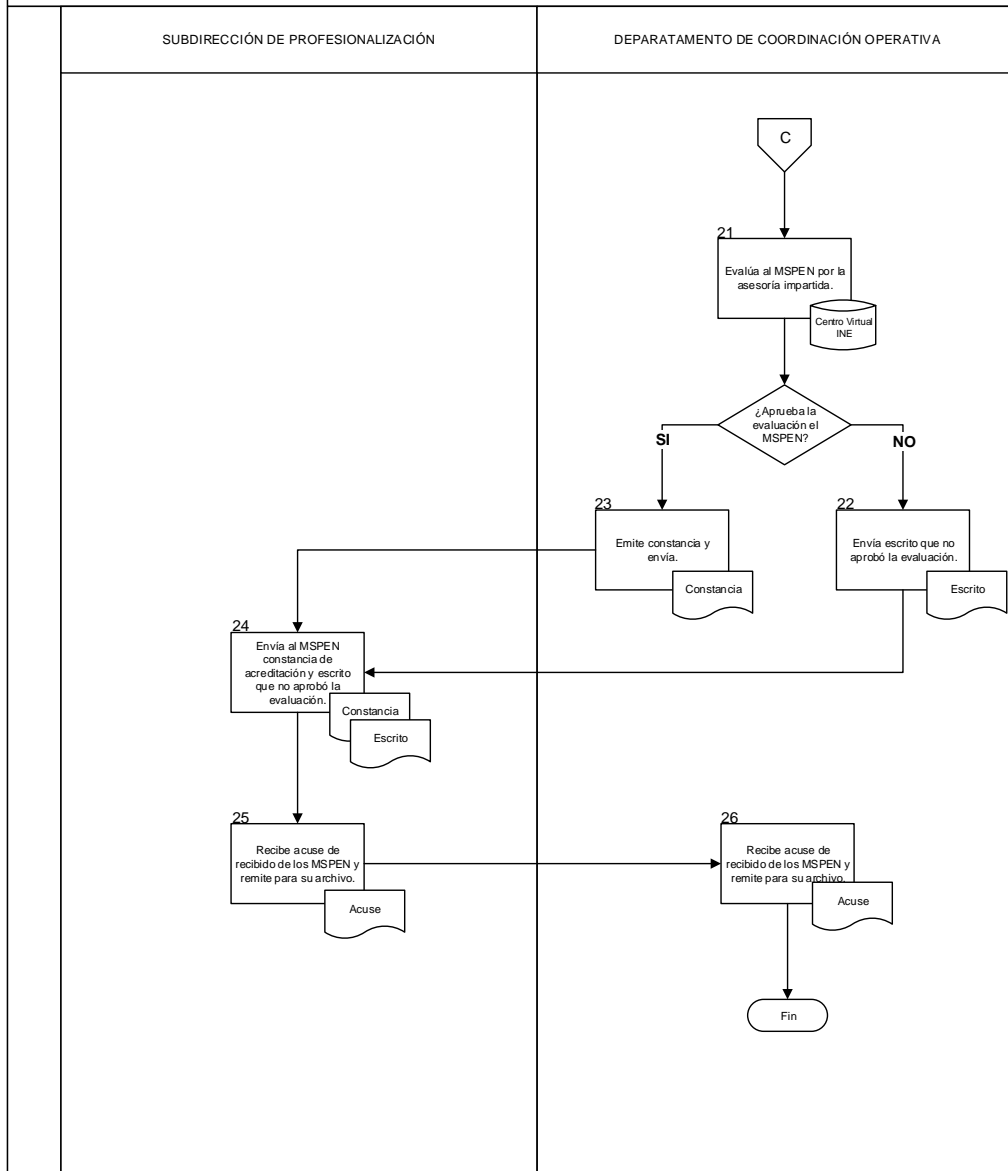 SUBDIRECCIÓN DE PROFESIONALIZACIÓN
DEPARATAMENTO DE COORDINACIÓN OPERATIVA
C
21
Evalúa al MSPEN por la
asesoría impartida.
Centro Virtual
INE
¿Aprueba la
evaluación el
MSPEN?
SI
NO
23
Emite constancia y
envía.
Constancia
22
Envía escrito que no
aprobó la evaluación.
Escrito
24
Envía al MSPEN
constancia de
acreditación y escrito
que no aprobó la
evaluación.
Constancia
Escrito
25
Recibe acuse de
recibido de los MSPEN y
remite para su archivo.
Acuse
26
Recibe acuse de
recibido de los MSPEN y
remite para su archivo.
Acuse
Fin